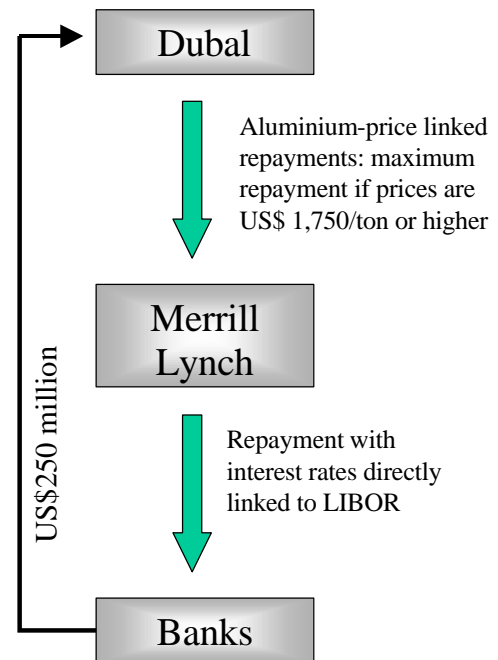 Dubal
Aluminium-price linked
repayments: maximum
repayment if prices are
US$ 1,750/ton or higher
Merrill
Lynch
US$250 million
Repayment with
interest rates directly
linked to LIBOR
Banks